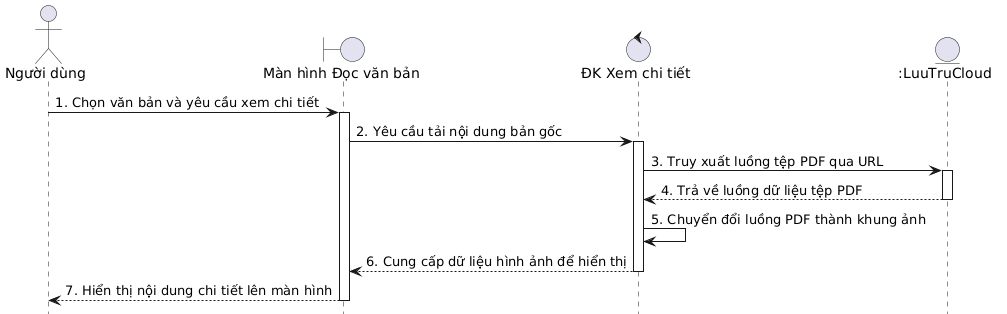 Người dùng
Màn hình Đọc văn bản
ĐK Xem chi tiết
:LuuTruCloud
1. Chọn văn bản và yêu cầu xem chi tiết
2. Yêu cầu tải nội dung bản gốc
3. Truy xuất luồng tệp PDF qua URL
4. Trả về luồng dữ liệu tệp PDF
5. Chuyển đổi luồng PDF thành khung ảnh
6. Cung cấp dữ liệu hình ảnh để hiển thị
7. Hiển thị nội dung chi tiết lên màn hình